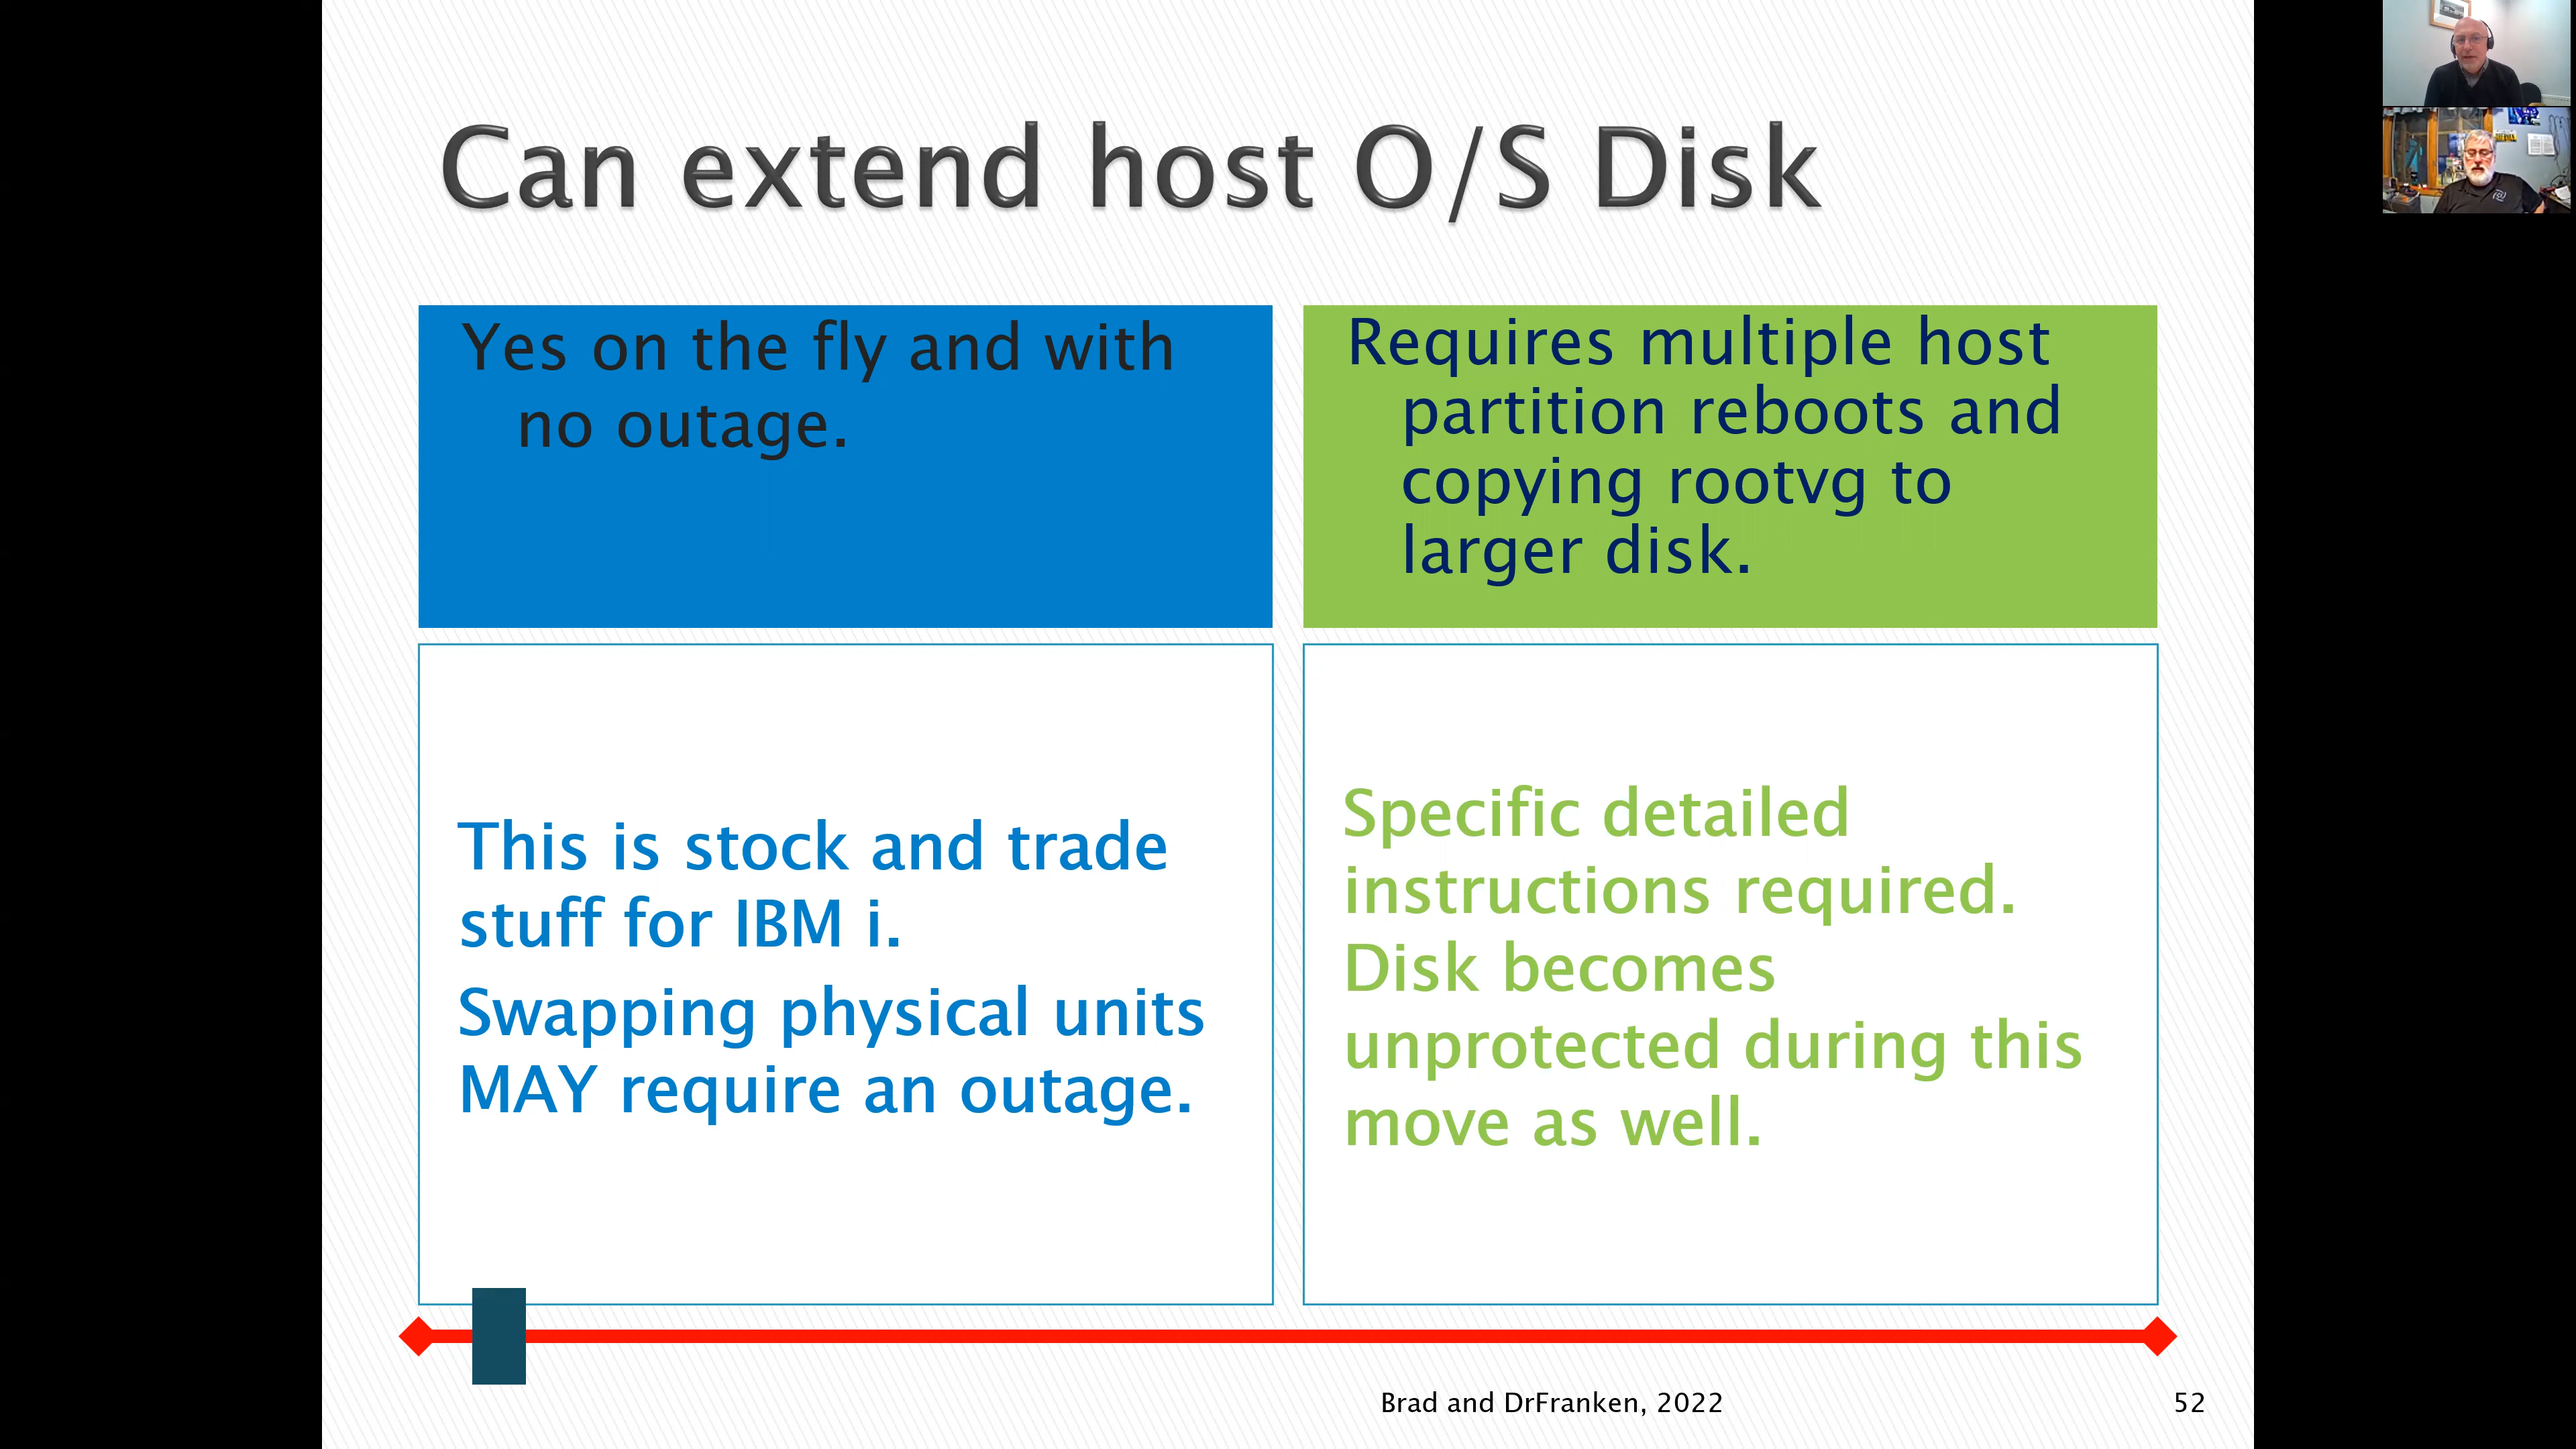 Can extend host O/S Disk
Yes on the fly and with
no outage.
Requires multiple host
partition reboots and
copying rootvg to
larger disk.
This is stock and trade
stuff for IBM i.
Swapping physical units
MAY require an outage.
Specific detailed
instructions required.
Disk becomes
unprotected during this
move as well.
Brad and DrFranken, 2022
52